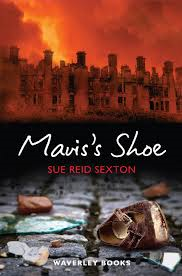 Mavis's Shoe
SUE REID SEXTON
WAVERLEY BOOKS